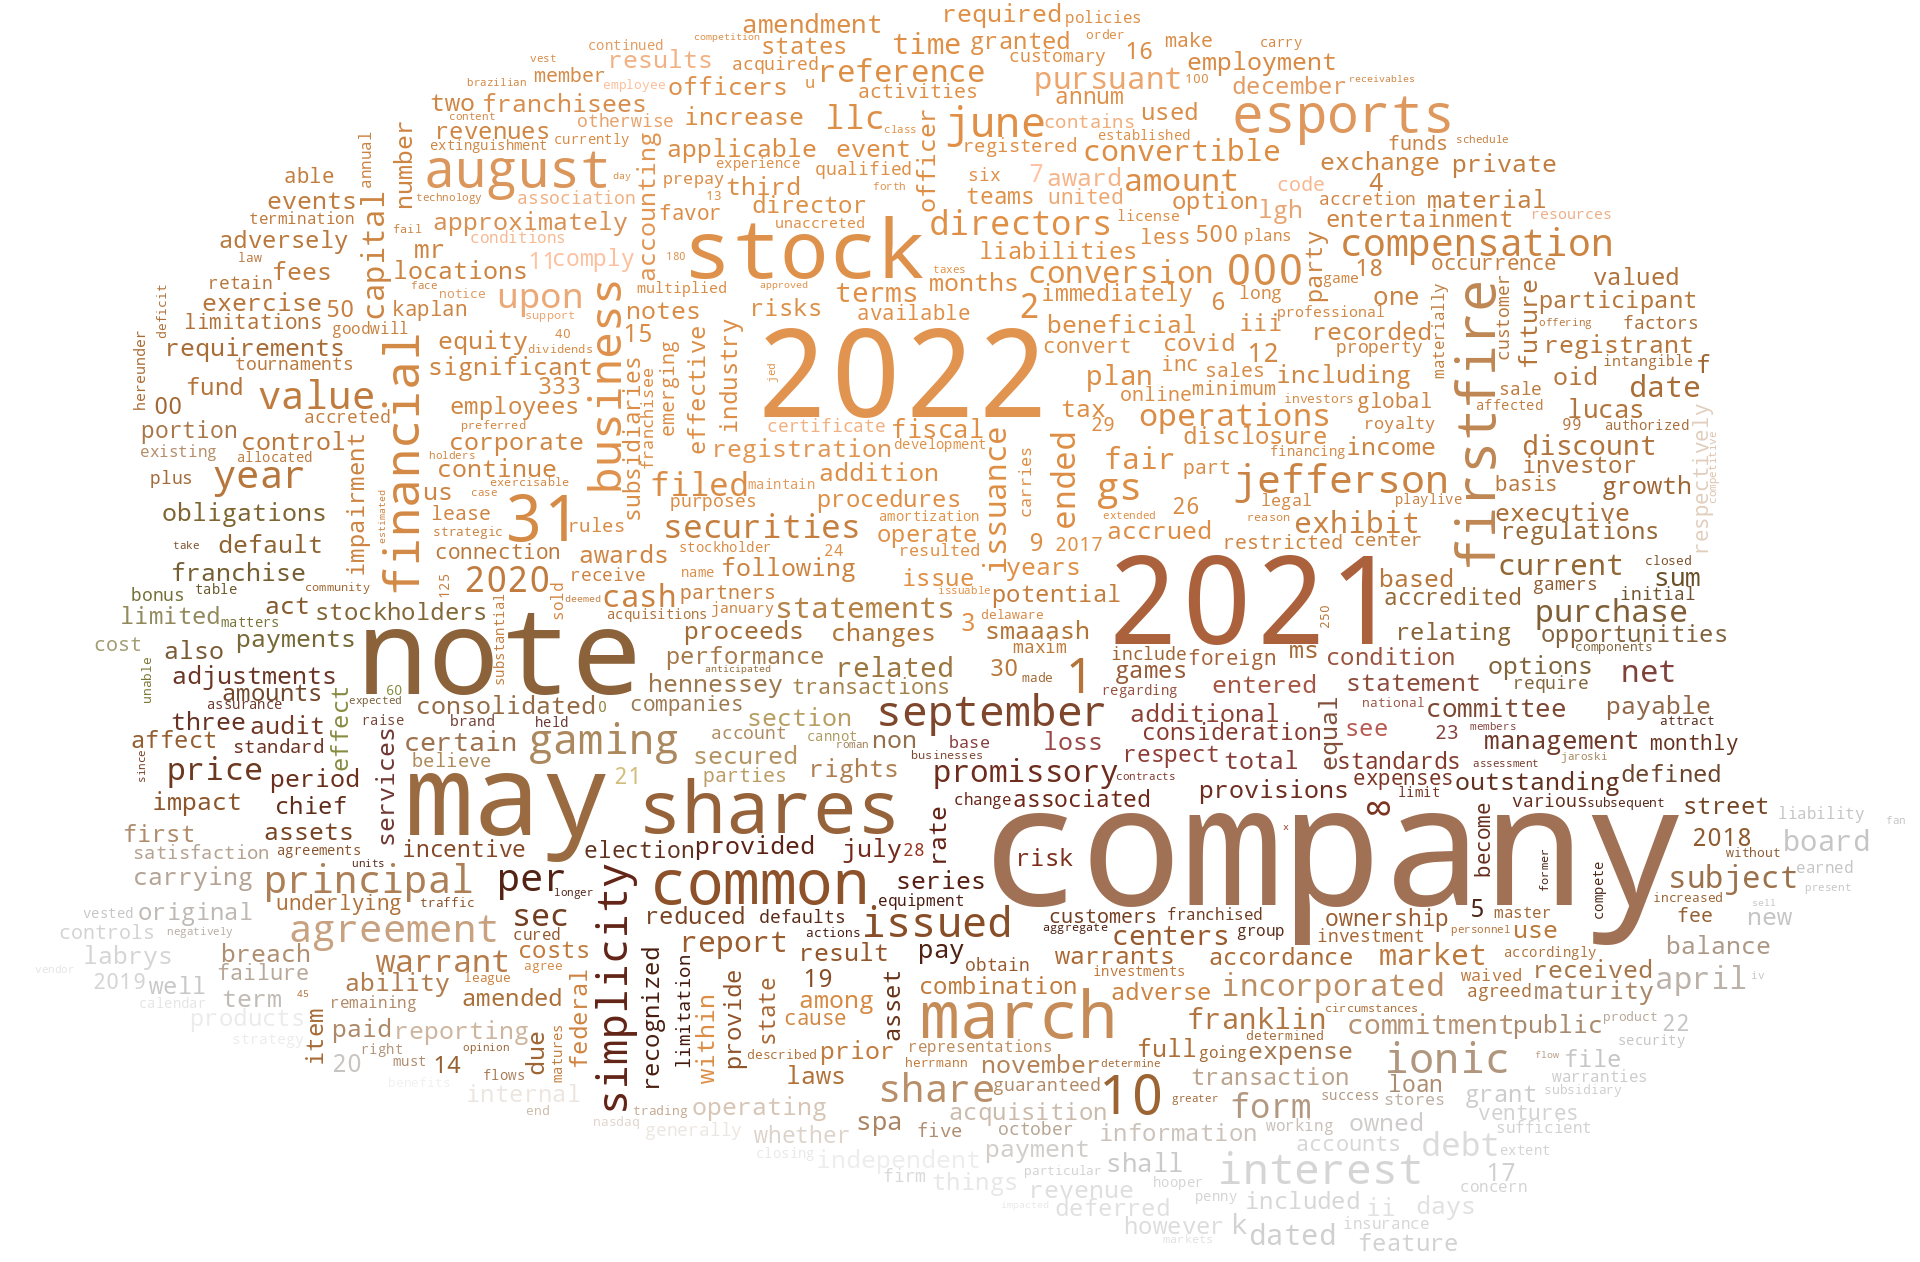 required policies
amendment competition order
continued states time granted 16 make carry
vest results acquired reference customary employment
brazilian member employee officers u activities pursuant 100 december receivables
two franchisees otherwise increase llc annum used esports
content revenues currently class june contains established funds schedule
extinguishment accounting applicable event officer registered convertible exchange private
annual number august experience qualified six 7 award amount code 4
able day prepay third forth teams united option lgh accretion material
events technology association 13 director directors license entertainment resources
termination capital fail approximately favor unaccreted less 500 plans
adversely mr conditions stock liabilities party compensation
law locations 11 comply 180 taxes conversion 000 18 occurrence
retain fees face notice upon multiplied approved months immediately 6 long game customer valued
deficit exercise 50 kaplan support notes risks terms 2 professional one materially future participant
limitations goodwill business 15 available beneficial iii recorded offering factors
hereunder requirements equity 40 dividends 2022 convert covid 12 property registrant
tournaments financial significant subsidiaries emerging effective industry jed inc sales including intangible f
fund value 333 plan online minimum firstfire sale oid date
00 accreted employees franchisee tax investors global affected lucas
portion preferred certificate fiscal operations royalty 99 authorized
existing control impairment t corporate registration development 29 disclosure income discount respectively
allocated holders continue addition issuance ended fair part financing investor competitive
plus year exercisable case filed maintain carries gs jefferson basis growth
us purposes procedures 26 legal playlive
obligations estimated lease 31 rules securities amortization extended accrued reason exhibit executive
take default strategic operate 9 2017 restricted center regulations
connection awards stockholder 24 resulted current closed
franchise 125 2020 receive name following issue years 2021 based gamers sum
bonus table community deemed cash partners issuable potential accredited initial
limited act stockholders sold acquisitions january statements 3 delaware 250 purchase
matters note substantial proceeds changes smaaash relating opportunities
cost also payments performance maxim include foreign ms condition components
unable adjustments anticipated related 30 made 1 games options net
amounts 60 hennessey transactions regarding entered statement require
assurance effect expected consolidated 0 companies september additional national committee payable
three audit raise brand held section consideration equal see 23 members attract
affect standard certain gaming account cannot roman non base loss management monthly
since price period services believe secured businesses respect total standards assessment jaroski
21 parties rights promissory contracts expenses outstanding defined
impact chief may shares change associated provisions limit 8 various subsequent street
first assets rate company x become 2018 liability fan
satisfaction agreements incentive election provided july 28 risk former without board
carrying units principal per longer common series compete subject earned
underlying traffic simplicity equipment increased present
vested original sec reduced defaults issued customers franchised ownership 5 master fee sell new
controls negatively agreement cured actions aggregate centers group investment personnel use
labrys breach warrant costs recognized report result pay warrants accordance market accordingly balance
vendor failure league agree limitation obtain investments waived received
2019 well ability federal 19 asset combination adverse incorporated agreed maturity april iv
calendar term 45 remaining amended within provide state among march circumstances
products item paid reporting cause franklin commitment public product 22
strategy right opinion due described prior representations determined security
20 must 14 flows matures herrmann november determine full going expense ionic flow file
benefits laws share guaranteed 10 transaction loan warranties
internal end trading operating greater form success stores grant subsidiary
nasdaq spa acquisition working owned ventures
generally whether five october information accounts debt sufficient
closing independent payment shall interest extent
firm things particular hooper 17
revenue penny included concern
impacted deferred ii days
however k insurance
markets dated feature